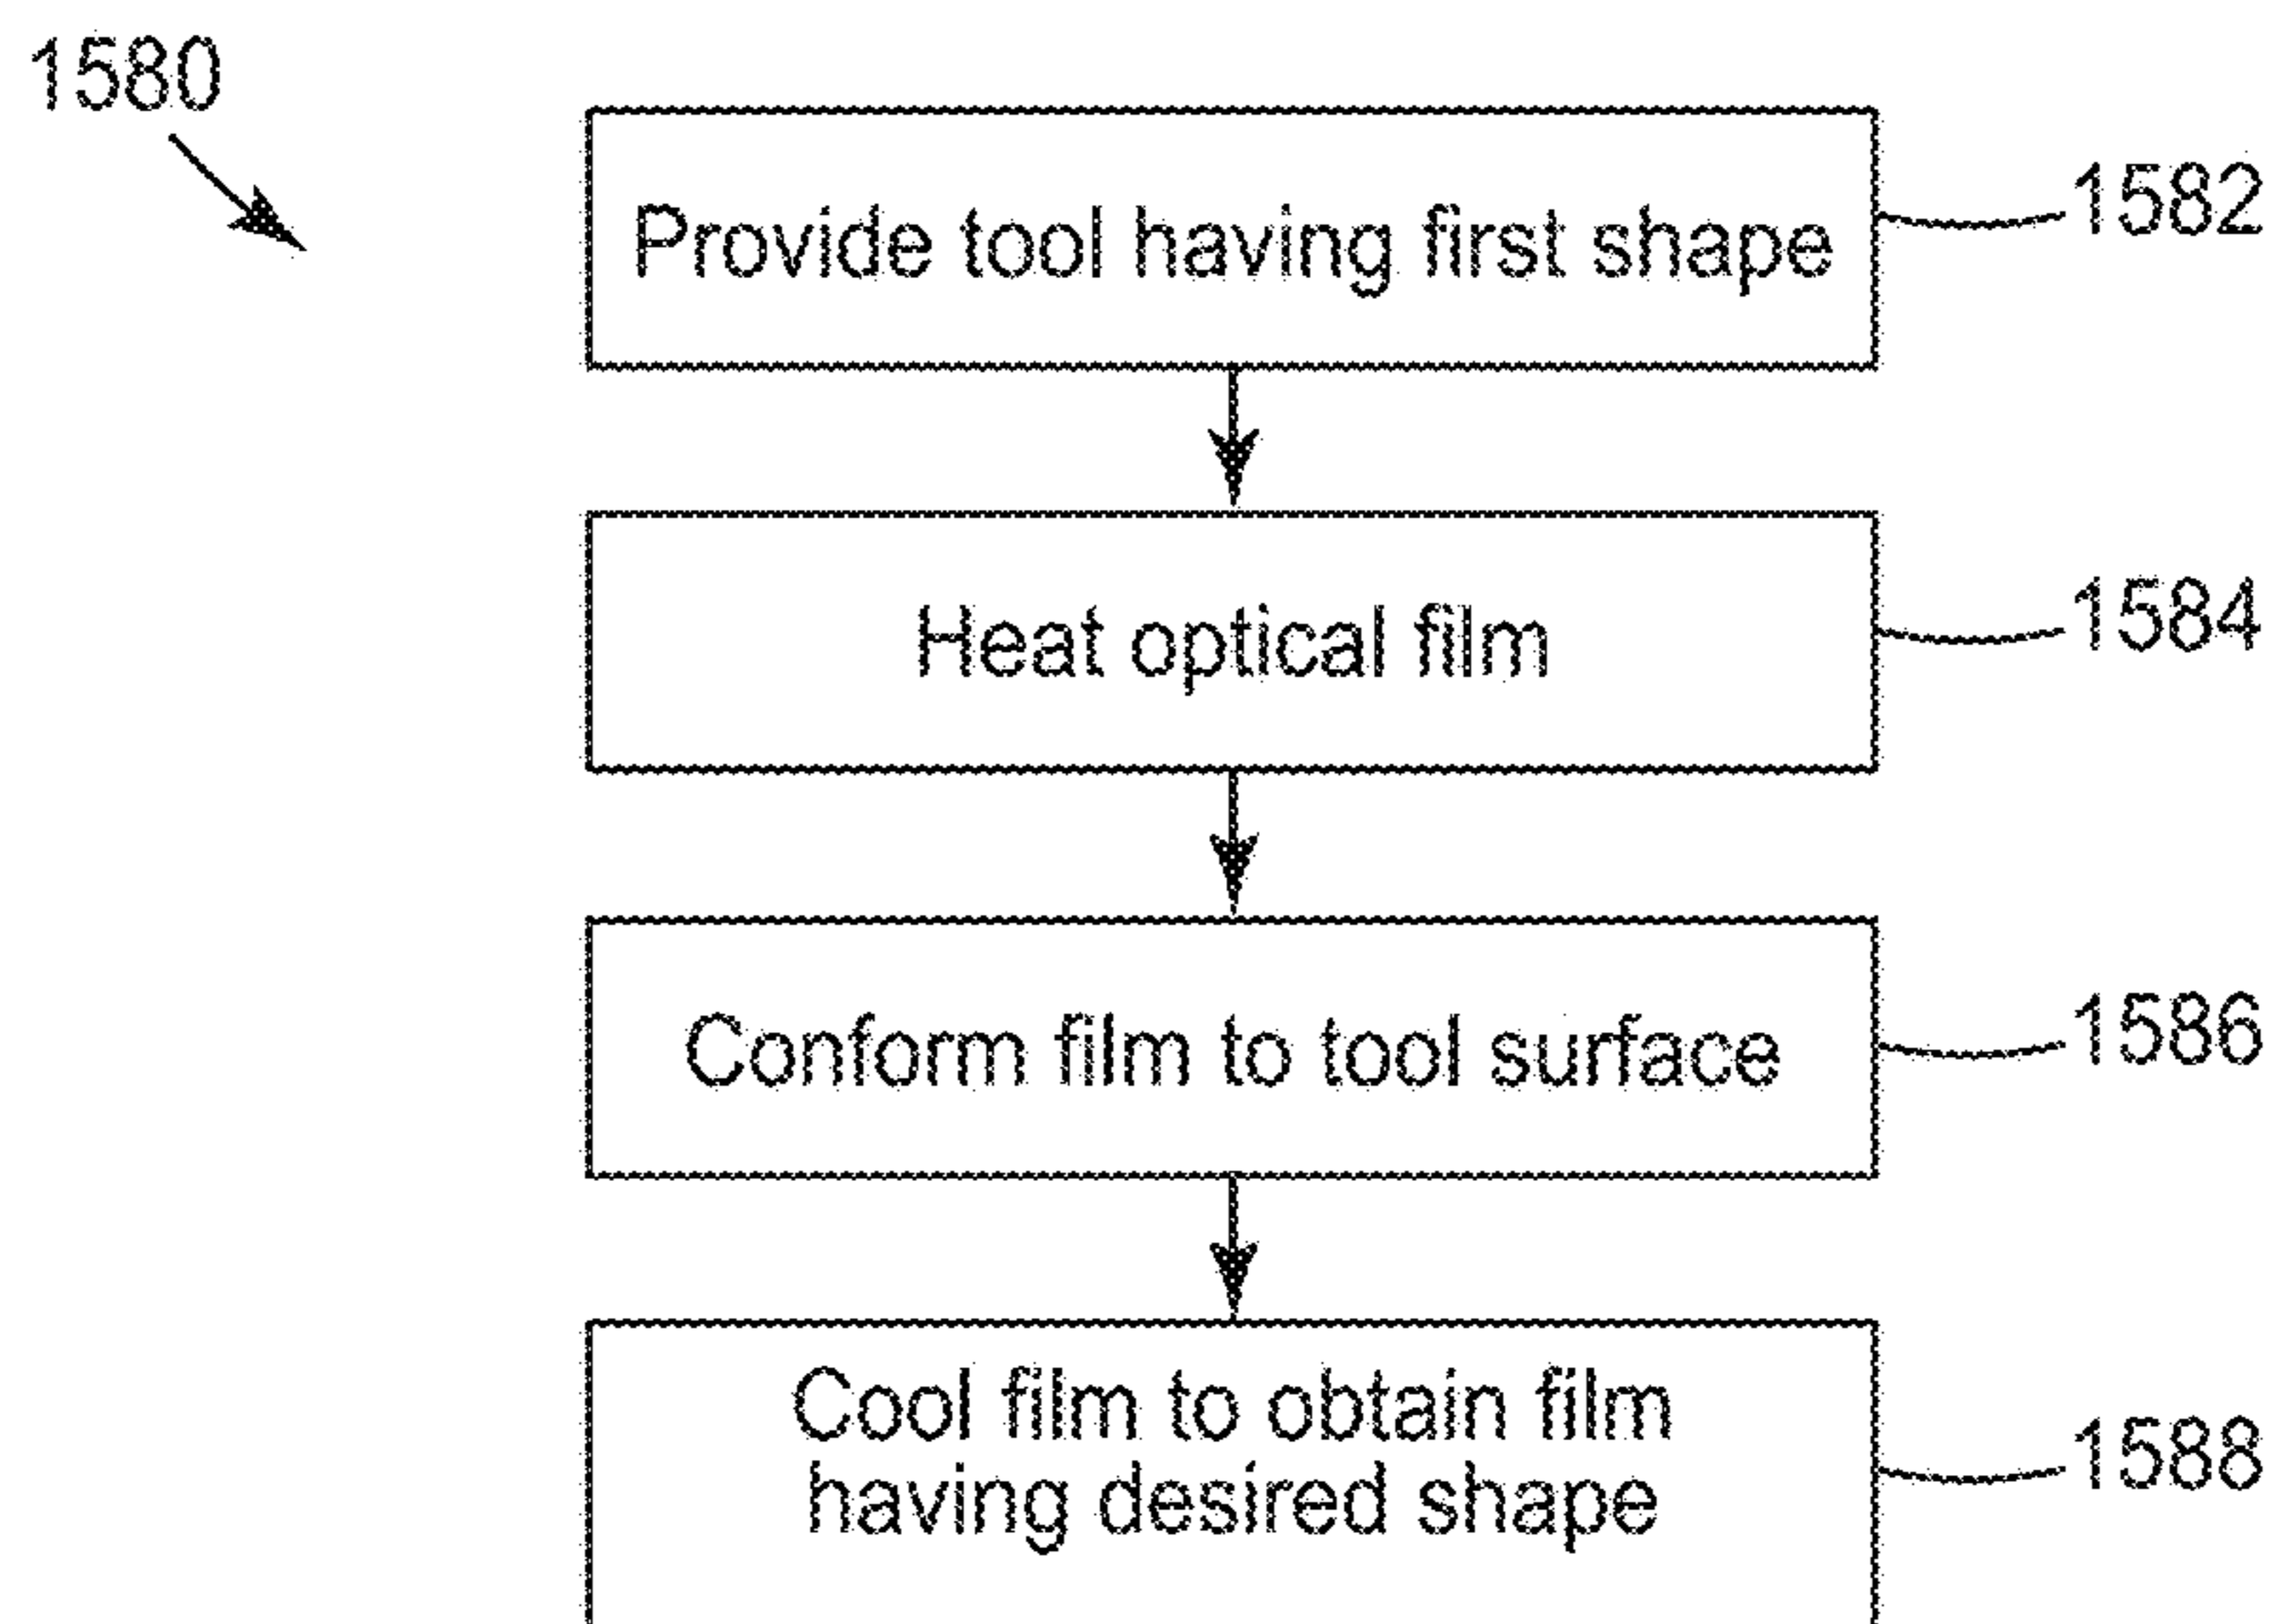 1580
Provide tool having first shape
1582
Heat optical film
1584
Conform film to tool surface
1586
Cool film to obtain film
having desired shape
1588